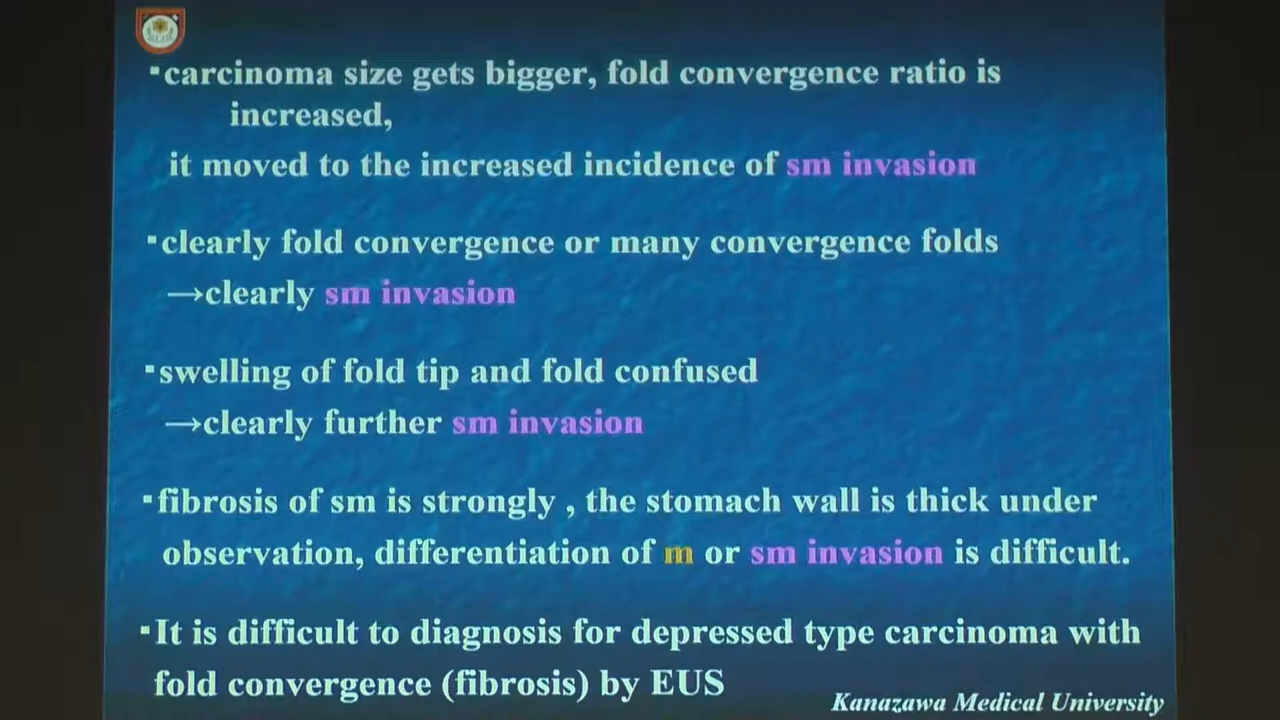 ▪carcinoma size gets bigger, fold convergence ratio is
increased,
it moved to the increased incidence of sm invasion
▪clearly fold convergence or many convergence folds
→clearly sm invasion
▪swelling of fold tip and fold confused
→clearly further sm invasion
▪fibrosis of sm is strongly , the stomach wall is thick under
observation, differentiation of m or sm invasion is difficult.
▪It is difficult to diagnosis for depressed type carcinoma with
fold convergence (fibrosis) by EUS
Kanazawa Medical University